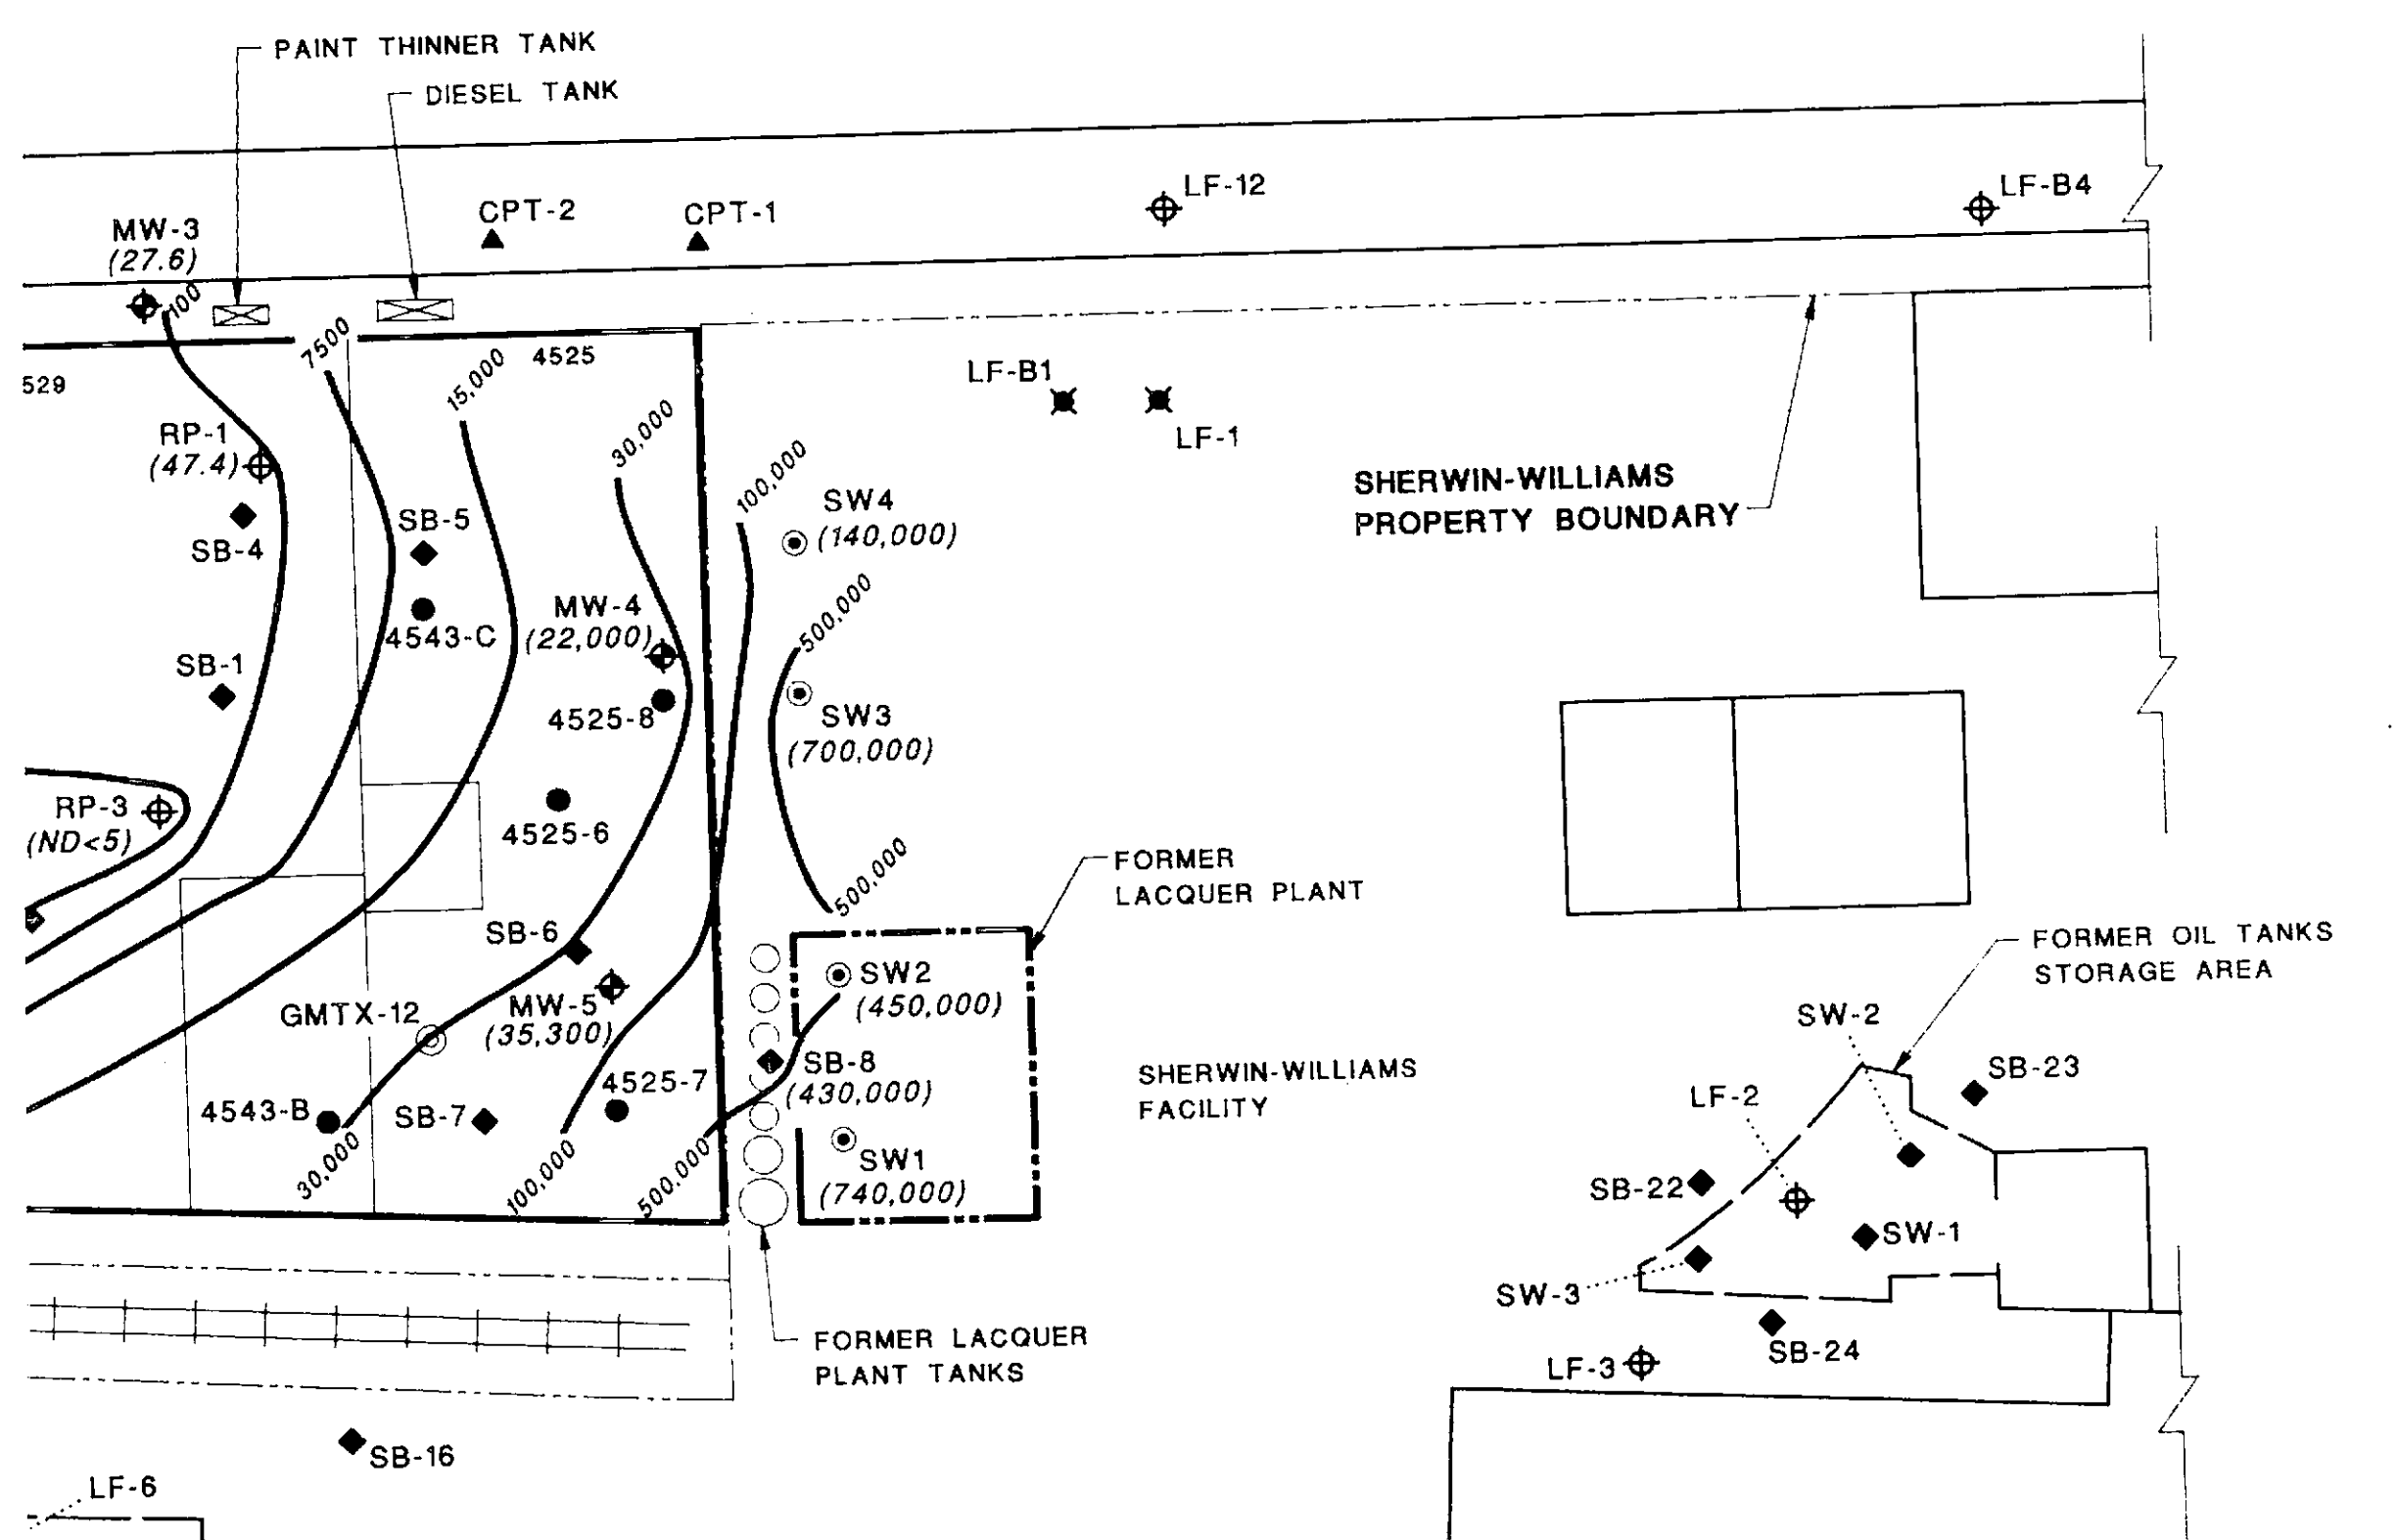 PAINT THINNER TANK
DIESEL TANK
LF-12
LF-B4
CPT-2
CPT-1
MW-3
(27.6)
100
7500
4525
529
15,000
LF-B1
LF-1
30,000
RP-1
(47.4)
100,000
SHERWIN-WILLIAMS
PROPERTY BOUNDARY
SW4
(140,000)
SB-5
SB-4
500,000
MW-4
(22,000)
4543-C
SB-1
4525-8
SW3
(700,000)
RP-3
(ND<5)
4525-6
500,000
FORMER
LACQUER PLANT
SB-6
FORMER OIL TANKS
STORAGE AREA
SW2
(450,000)
GMTX-12
MW-5
(35,300)
SW-2
SB-8
(430,000)
SHERWIN-WILLIAMS
FACILITY
SB-23
4525-7
LF-2
4543-B
SB-7
30,000
100,000
500.000
SW1
(740,000)
SB-22
SW-1
SW-3
FORMER LACQUER
PLANT TANKS
SB-24
LF-3
SB-16
LF-6